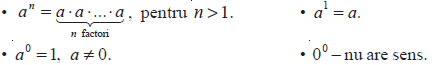 • aⁿ = a · a · ... · a, pentru n > 1. • a¹ = a.
n factori
• a⁰ = 1, a ≠ 0. • 0⁰ – nu are sens.